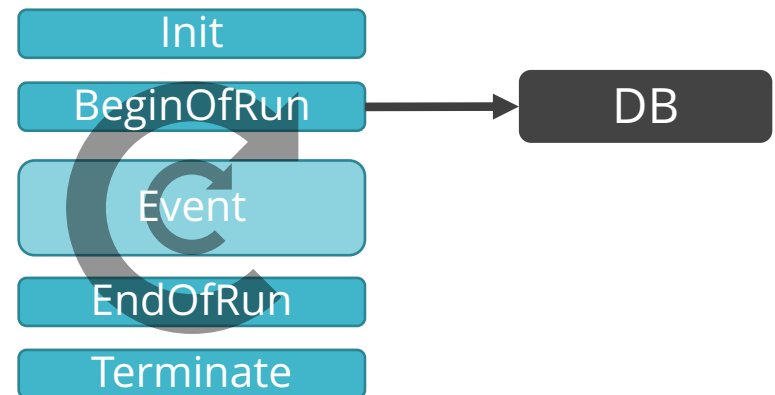 Init
BeginOfRun
DB
Event
EndOfRun
Terminate